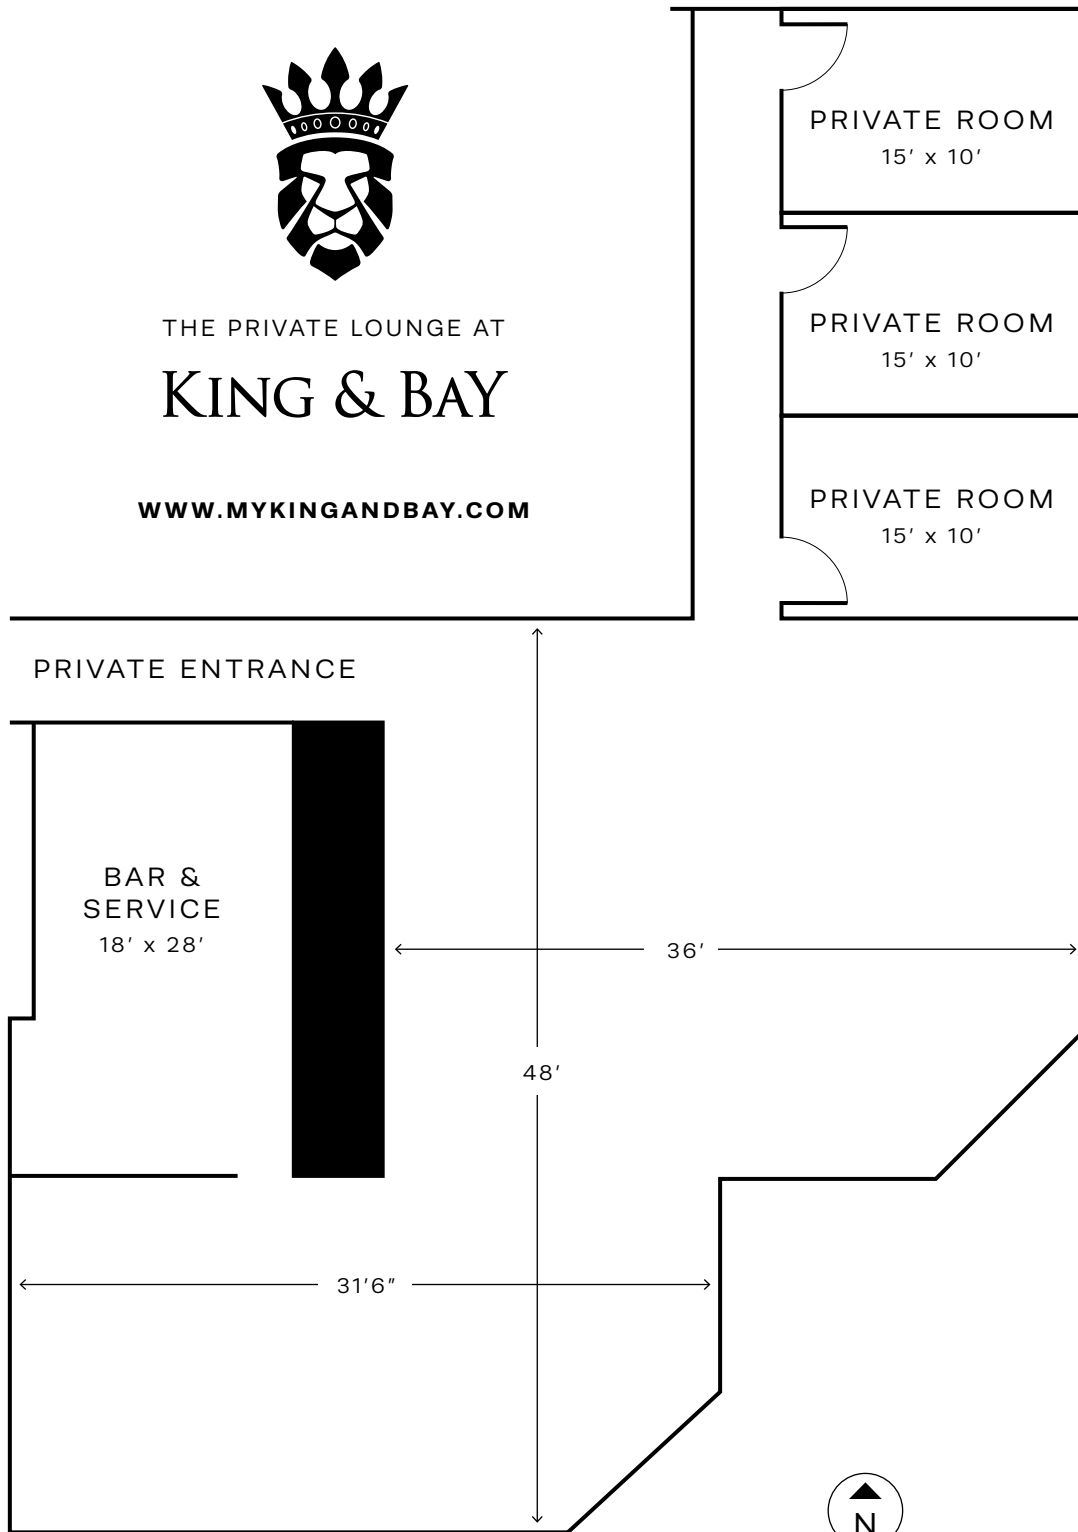 THE PRIVATE LOUNGE AT
KING & BAY
WWW.MYKINGANDBAY.COM
PRIVATE ROOM
15′ x 10′
PRIVATE ROOM
15′ x 10′
PRIVATE ROOM
15′ x 10′
PRIVATE ENTRANCE
BAR &
SERVICE
18′ x 28′
36′
48′
31′6″
N